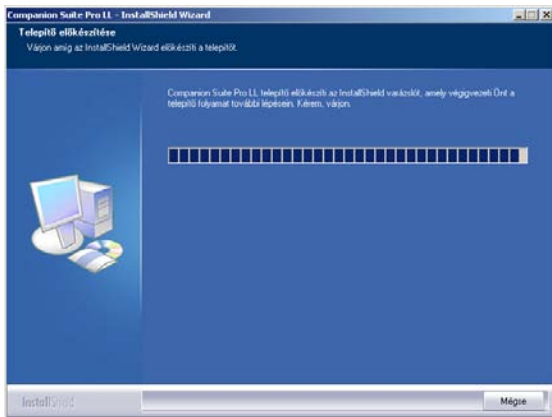 Companion Suite Pro LL - InstallShield Wizard
Telepítő előkészítése
Várjon amíg az InstallShield Wizard előkészíti a telepítőt.
Companion Suite Pro LL telepítő előkészíti az InstallShield varázslót, amely végigvezeti Önt a
telepítő folyamat további lépésein. Kérem, várjon.
InstallShield
Mégse